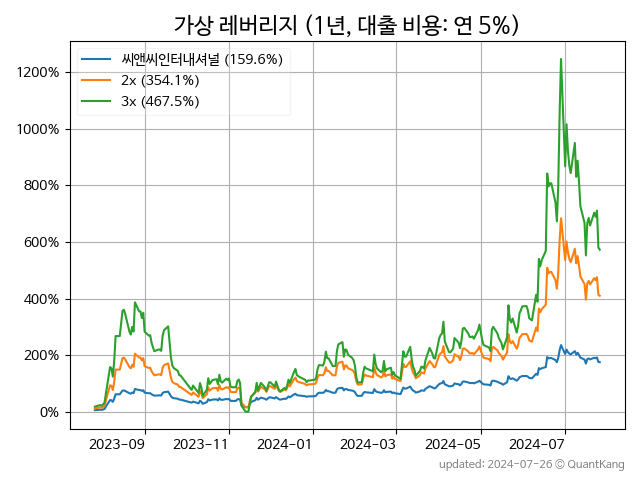 가상 레버리지 (1년, 대출 비용: 연 5%)
씨앤씨인터내셔널 (159.6%)
2x (354.1%)
3x (467.5%)
1200%
1000%
800%
600%
400%
200%
0%
2023-09 2023-11 2024-01 2024-03 2024-05 2024-07
updated: 2024-07-26 © QuantKang